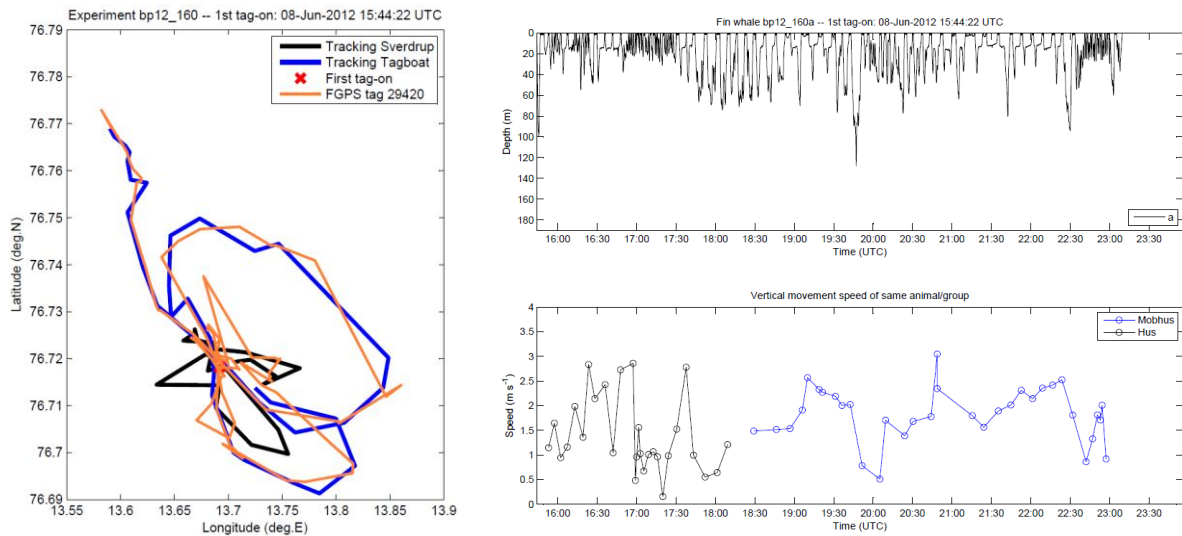 Experiment bp12_160 -- 1st tag-on: 08-Jun-2012 15:44:22 UTC
76.79
76.78
76.77
76.76
76.75
76.74
76.73
76.72
76.71
76.7
76.69
Latitude (deg.N)
Tracking Sverdrup
Tracking Tagboat
First tag-on
FGPS tag 29420
13.55 13.6 13.65 13.7 13.75 13.8 13.85 13.9
Longitude (deg.E)
Fin whale bp12_160a -- 1st tag-on: 08-Jun-2012 15:44:22 UTC
0
20
40
60
80
100
120
140
160
180
Depth (m)
a
16:00 16:30 17:00 17:30 18:00 18:30 19:00 19:30 20:00 20:30 21:00 21:30 22:00 22:30 23:00 23:30
Time (UTC)
Vertical movement speed of same animal/group
4
3.5
3
2.5
2
1.5
1
0.5
0
Speed (m s-1)
Mobhus
Hus
16:00 16:30 17:00 17:30 18:00 18:30 19:00 19:30 20:00 20:30 21:00 21:30 22:00 22:30 23:00 23:30
Time (UTC)